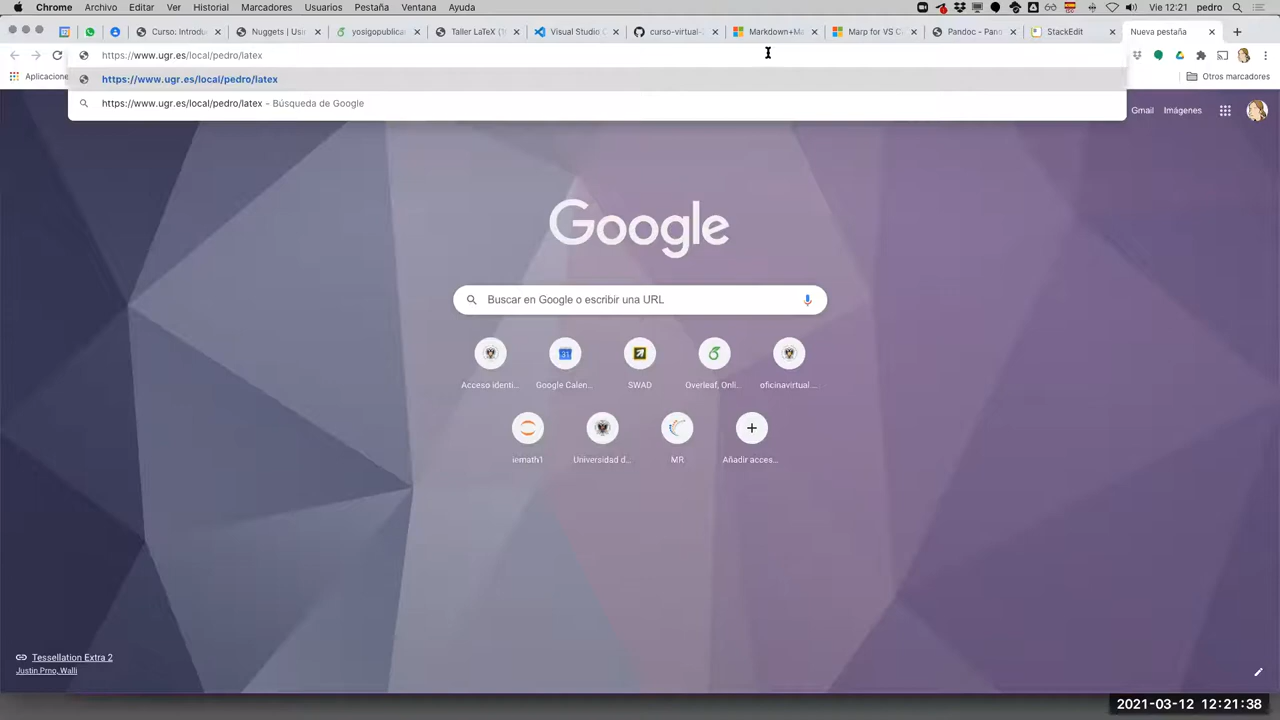 Chrome Archivo Editar Ver Historial Marcadores Usuarios Pestaña Ventana Ayuda Vie 12:21 pedro
Curso: Introdu Nuggets | Usin yosigopublica Taller LaTeX Visual Studio C curso-virtual- Markdown+Ma Marp for VS C Pandoc - Pano StackEdit Nueva pestaña
https://www.ugr.es/local/pedro/latex
Aplicacione Otros marcadores
https://www.ugr.es/local/pedro/latex
https://www.ugr.es/local/pedro/latex – Búsqueda de Google
Gmail Imágenes
Google
Buscar en Google o escribir una URL
31
Acceso identi... Google Calen... SWAD Overleaf, Onli... oficinavirtual...
iemath1 Universidad d... MR Añadir acces...
Tessellation Extra 2
Justin Prno, Walli
2021-03-12 12:21:38